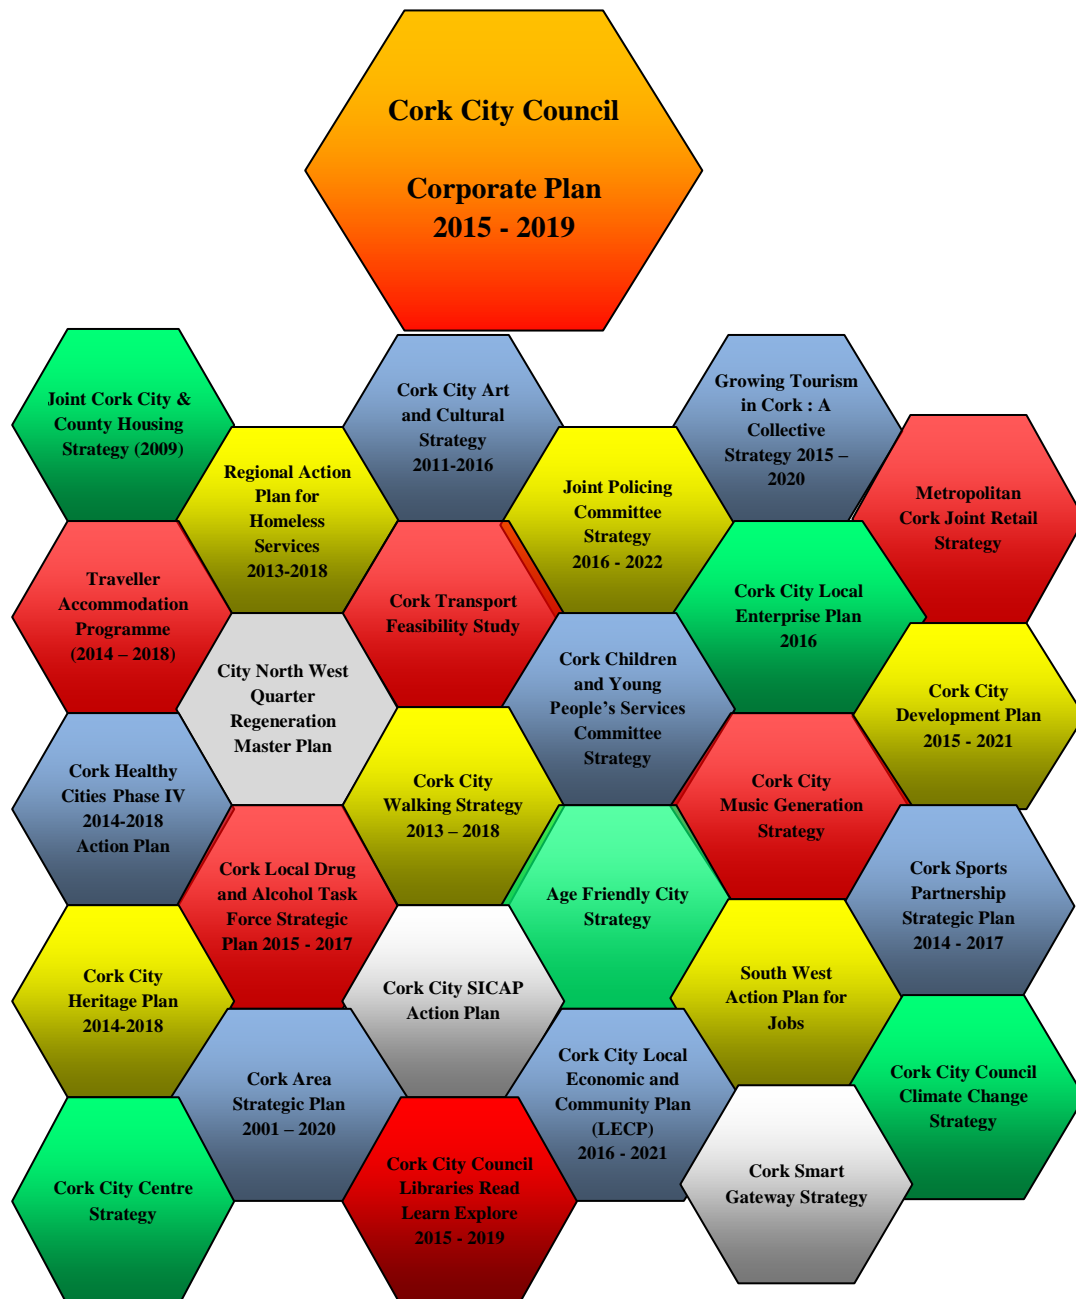 Cork City Council
Corporate Plan
2015 - 2019
Joint Cork City &
County Housing
Strategy (2009)
Cork City Art
and Cultural
Strategy
2011-2016
Growing Tourism
in Cork : A
Collective
Strategy 2015 –
2020
Regional Action
Plan for
Homeless
Services
2013-2018
Joint Policing
Committee
Strategy
2016 - 2022
Metropolitan
Cork Joint Retail
Strategy
Traveller
Accommodation
Programme
(2014 – 2018)
Cork Transport
Feasibility Study
Cork City Local
Enterprise Plan
2016
City North West
Quarter
Regeneration
Master Plan
Cork Children
and Young
People’s Services
Committee
Strategy
Cork City
Development Plan
2015 - 2021
Cork Healthy
Cities Phase IV
2014-2018
Action Plan
Cork City
Walking Strategy
2013 – 2018
Cork City
Music Generation
Strategy
Cork Local Drug
and Alcohol Task
Force Strategic
Plan 2015 - 2017
Age Friendly City
Strategy
Cork Sports
Partnership
Strategic Plan
2014 - 2017
Cork City
Heritage Plan
2014-2018
Cork City SICAP
Action Plan
South West
Action Plan for
Jobs
Cork Area
Strategic Plan
2001 – 2020
Cork City Local
Economic and
Community Plan
(LECP)
2016 - 2021
Cork City Council
Climate Change
Strategy
Cork City Centre
Strategy
Cork City Council
Libraries Read
Learn Explore
2015 - 2019
Cork Smart
Gateway Strategy